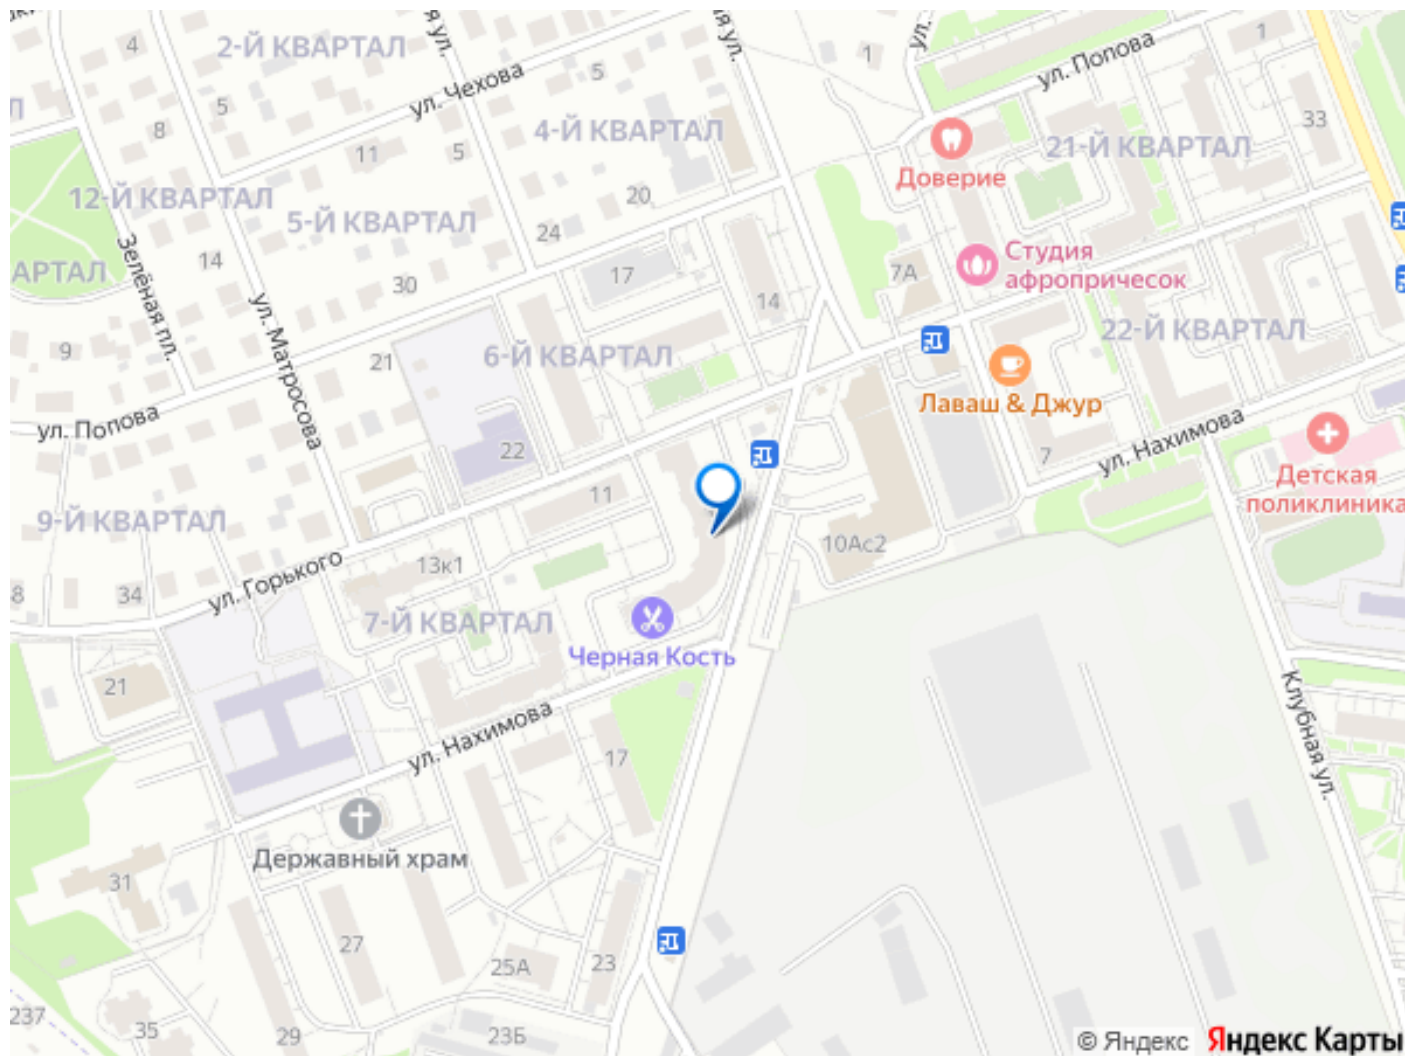 2-Й КВАРТАЛ
ул. Чехова
4
5
8
11
5
5
4-Й КВАРТАЛ
20
24
12-Й КВАРТАЛ
5-Й КВАРТАЛ
14
30
Зелёная пл.
ул. Матросова
9
21
ул. Попова
1
ул. Попова
1
33
21-Й КВАРТАЛ
Доверие
Студия
афропричесок
7А
17
14
6-Й КВАРТАЛ
22-Й КВАРТАЛ
Лаваш & Джур
ул. Нахимова
7
Детская
поликлиника
22
11
9-Й КВАРТАЛ
ул. Горького
13к1
10Ас2
8
34
7-Й КВАРТАЛ
Черная Кость
21
ул. Нахимова
17
Клубная ул.
Державный храм
31
27
25А
23
237
35
29
23Б
© Яндекс
Яндекс Карты